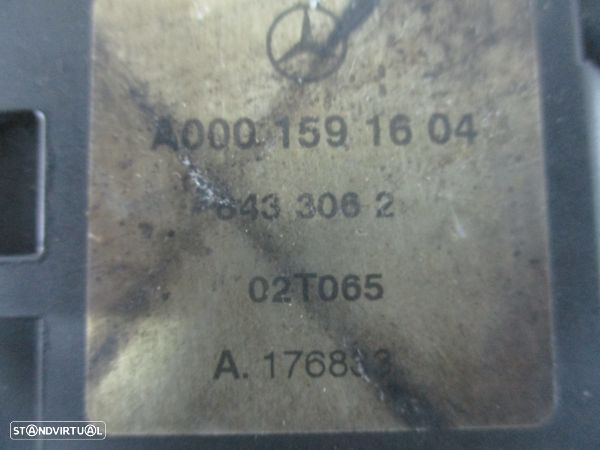 A000 159 16 04
643 306 2
02T065
A. 176833
STANDVIRTUAL